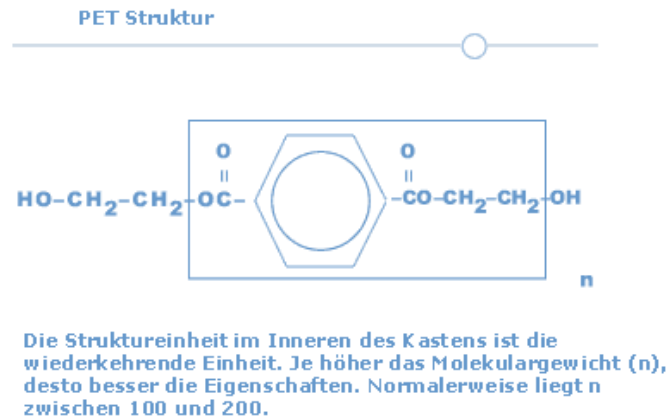 PET Struktur
O O
HO-CH2-CH2-OC- -CO-CH2-CH2-OH
n
Die Struktureinheit im Inneren des Kastens ist die
wiederkehrende Einheit. Je höher das Molekulargewicht (n),
desto besser die Eigenschaften. Normalerweise liegt n
zwischen 100 und 200.